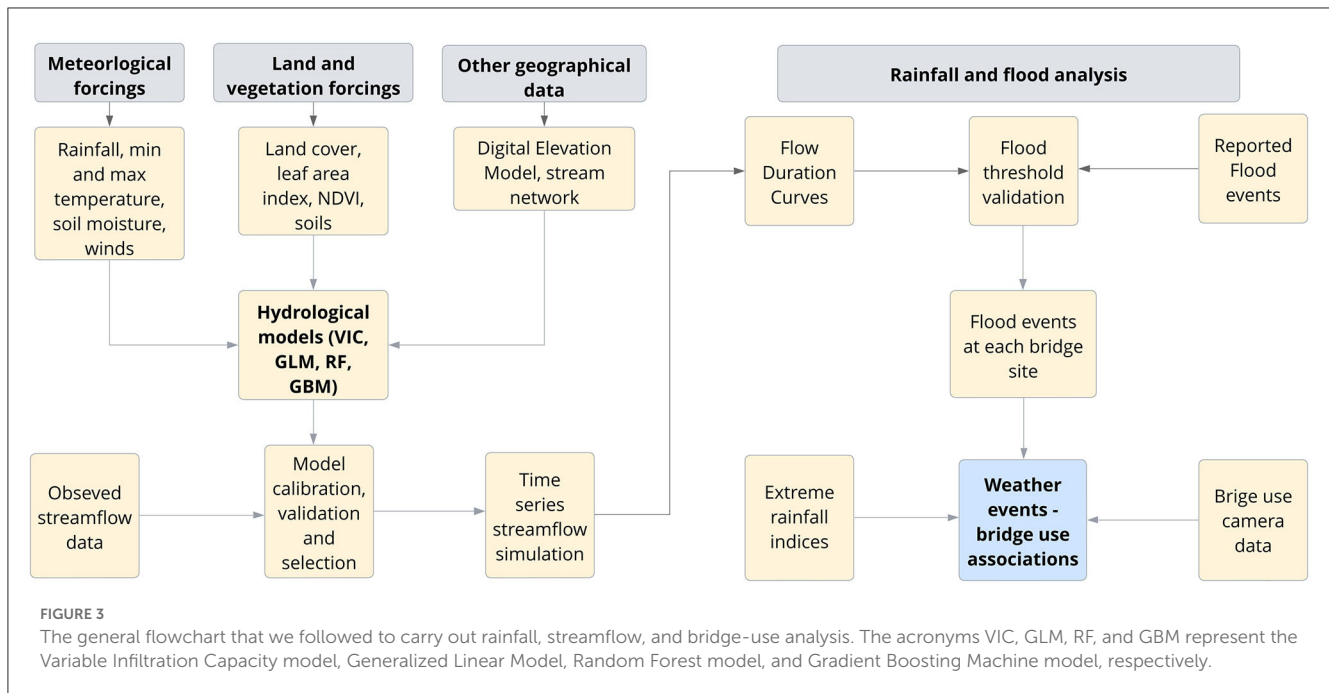 Meteorlogical
forcings
Land and
vegetation forcings
Other geographical
data
Rainfall and flood analysis
Rainfall, min
and max
temperature,
soil moisture,
winds
Land cover,
leaf area
index, NDVI,
soils
Digital Elevation
Model, stream
network
Flow
Duration
Curves
Flood
threshold
validation
Reported
Flood
events
Hydrological
models (VIC,
GLM, RF,
GBM)
Flood events
at each bridge
site
Obseved
streamflow
data
Model
calibration,
validation
and
selection
Time
series
streamflow
simulation
Extreme
rainfall
indices
Weather
events -
bridge use
associations
Brige use
camera
data
FIGURE 3
The general flowchart that we followed to carry out rainfall, streamflow, and bridge-use analysis. The acronyms VIC, GLM, RF, and GBM represent the
Variable Infiltration Capacity model, Generalized Linear Model, Random Forest model, and Gradient Boosting Machine model, respectively.